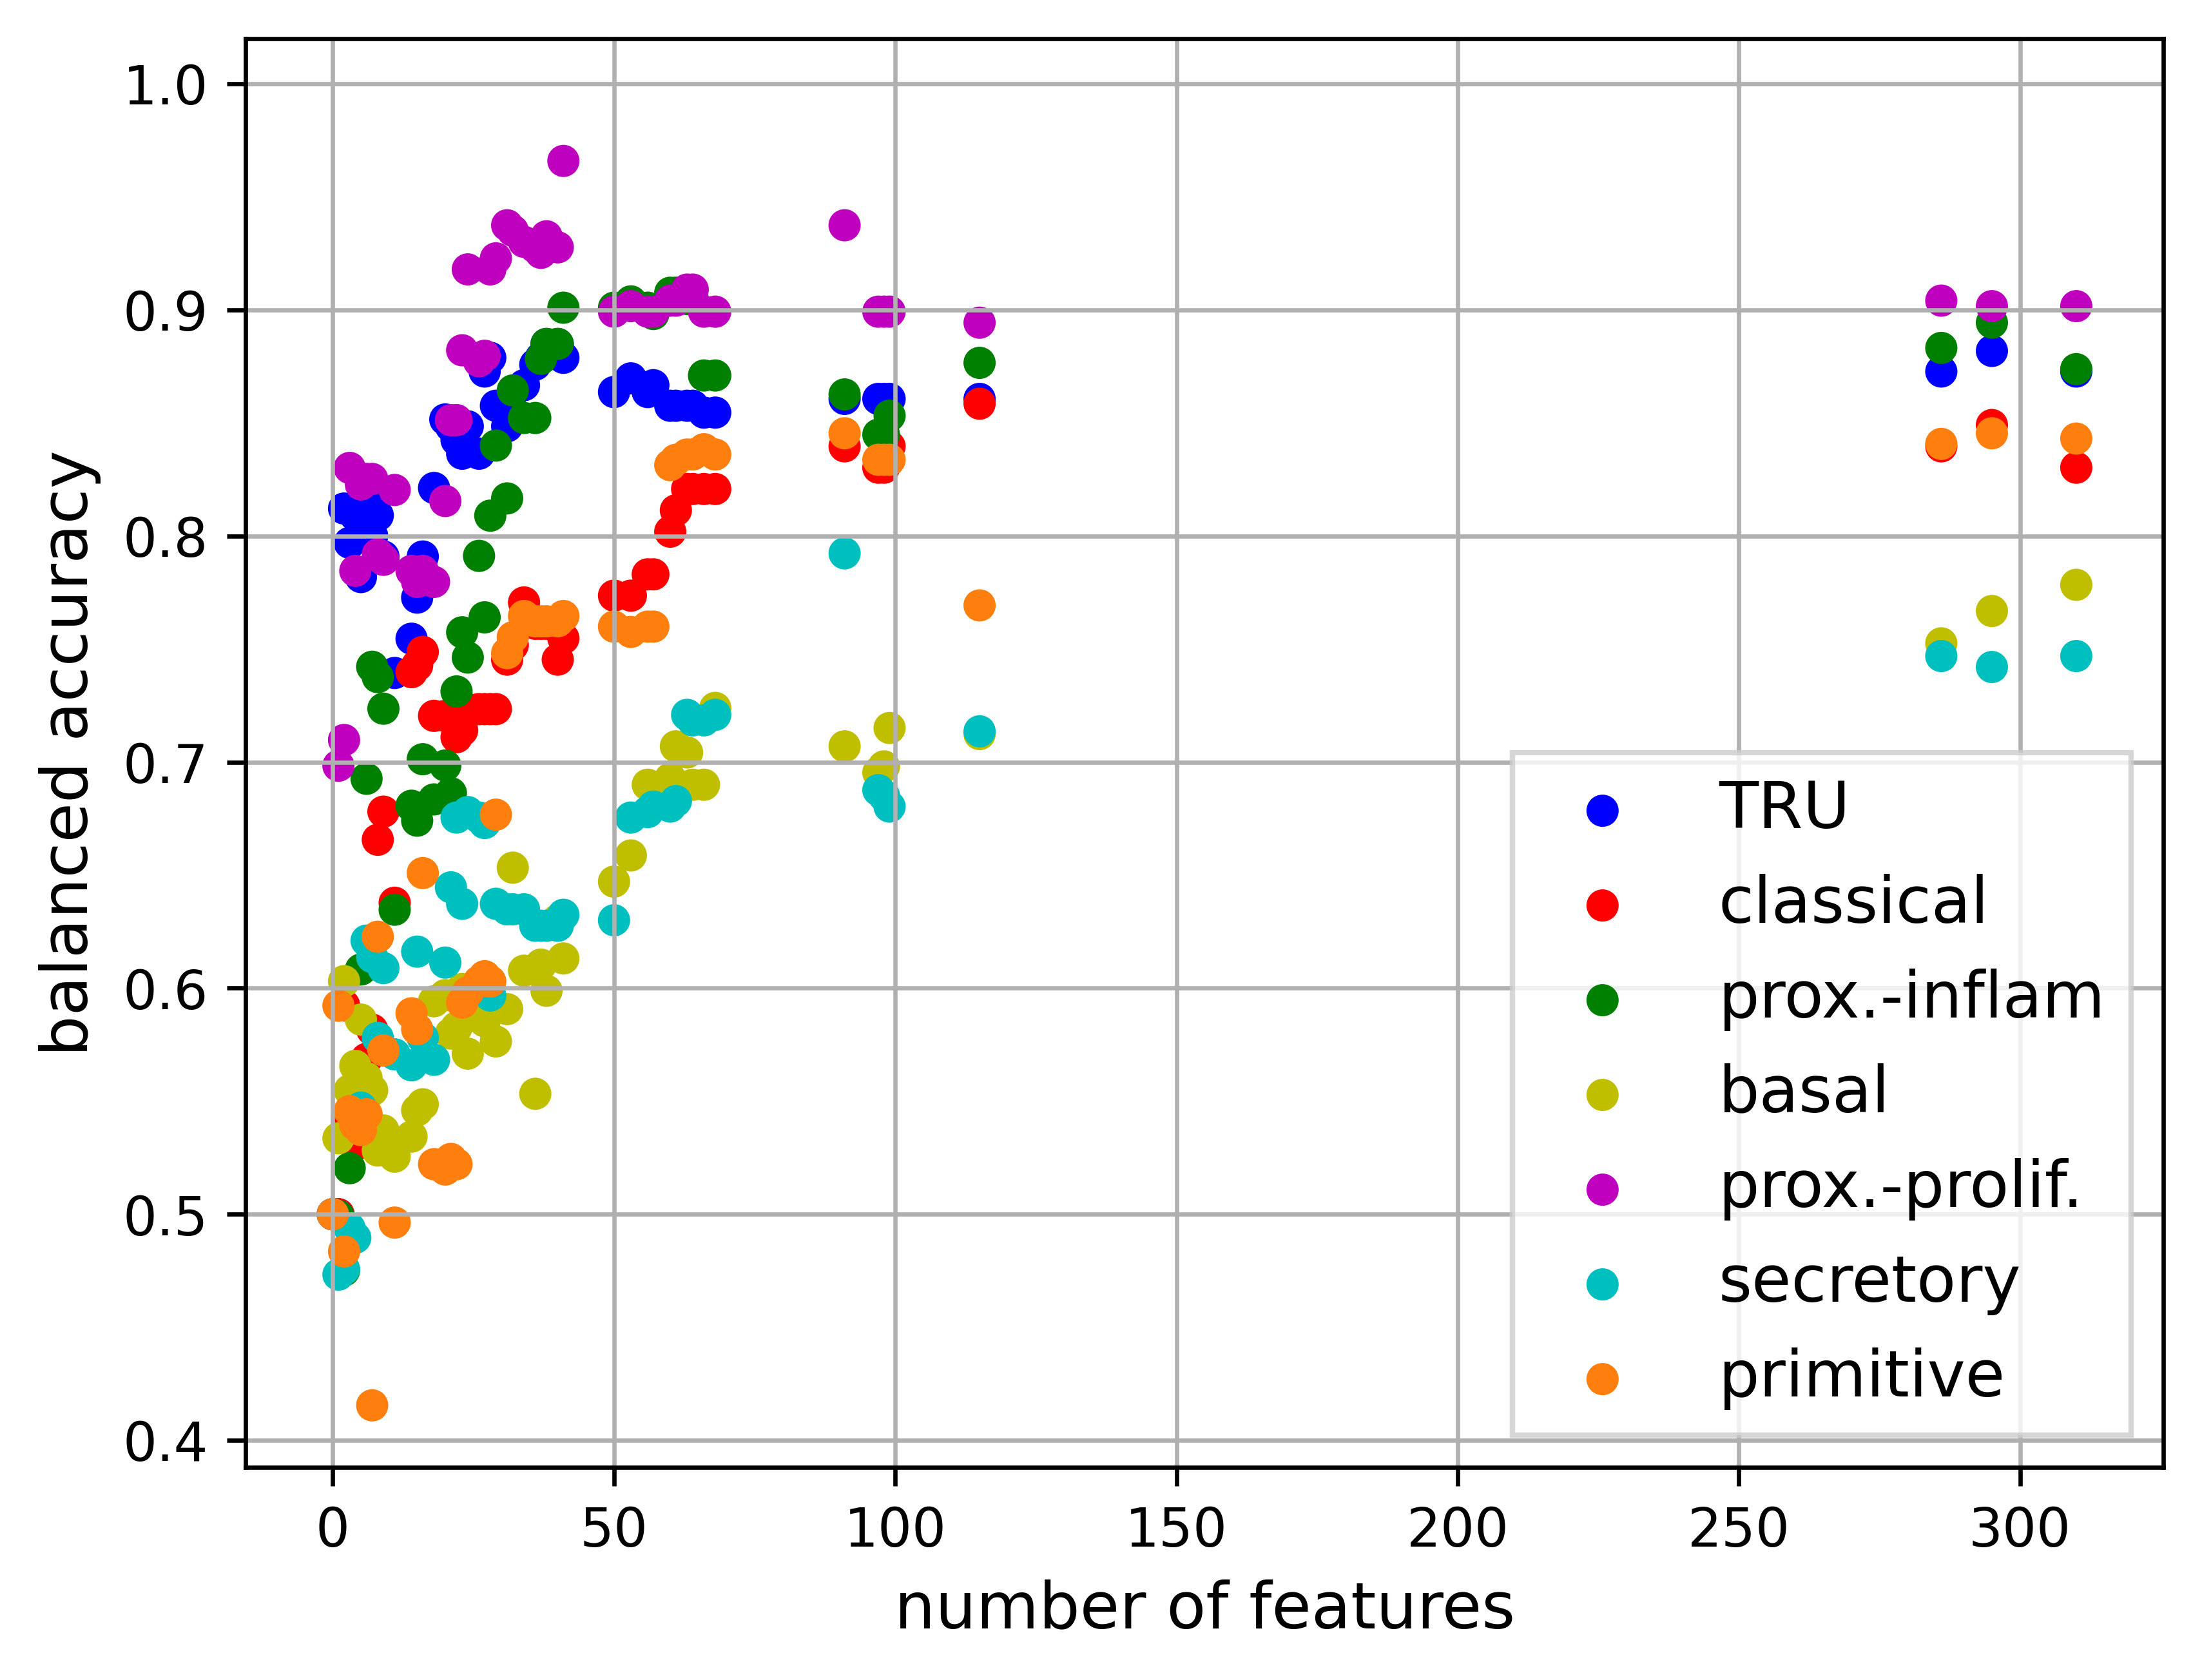 1.0
0.9
0.8
0.7
0.6
0.5
0.4
balanced accuracy
TRU
classical
prox.-inflam
basal
prox.-prolif.
secretory
primitive
0 50 100 150 200 250 300
number of features